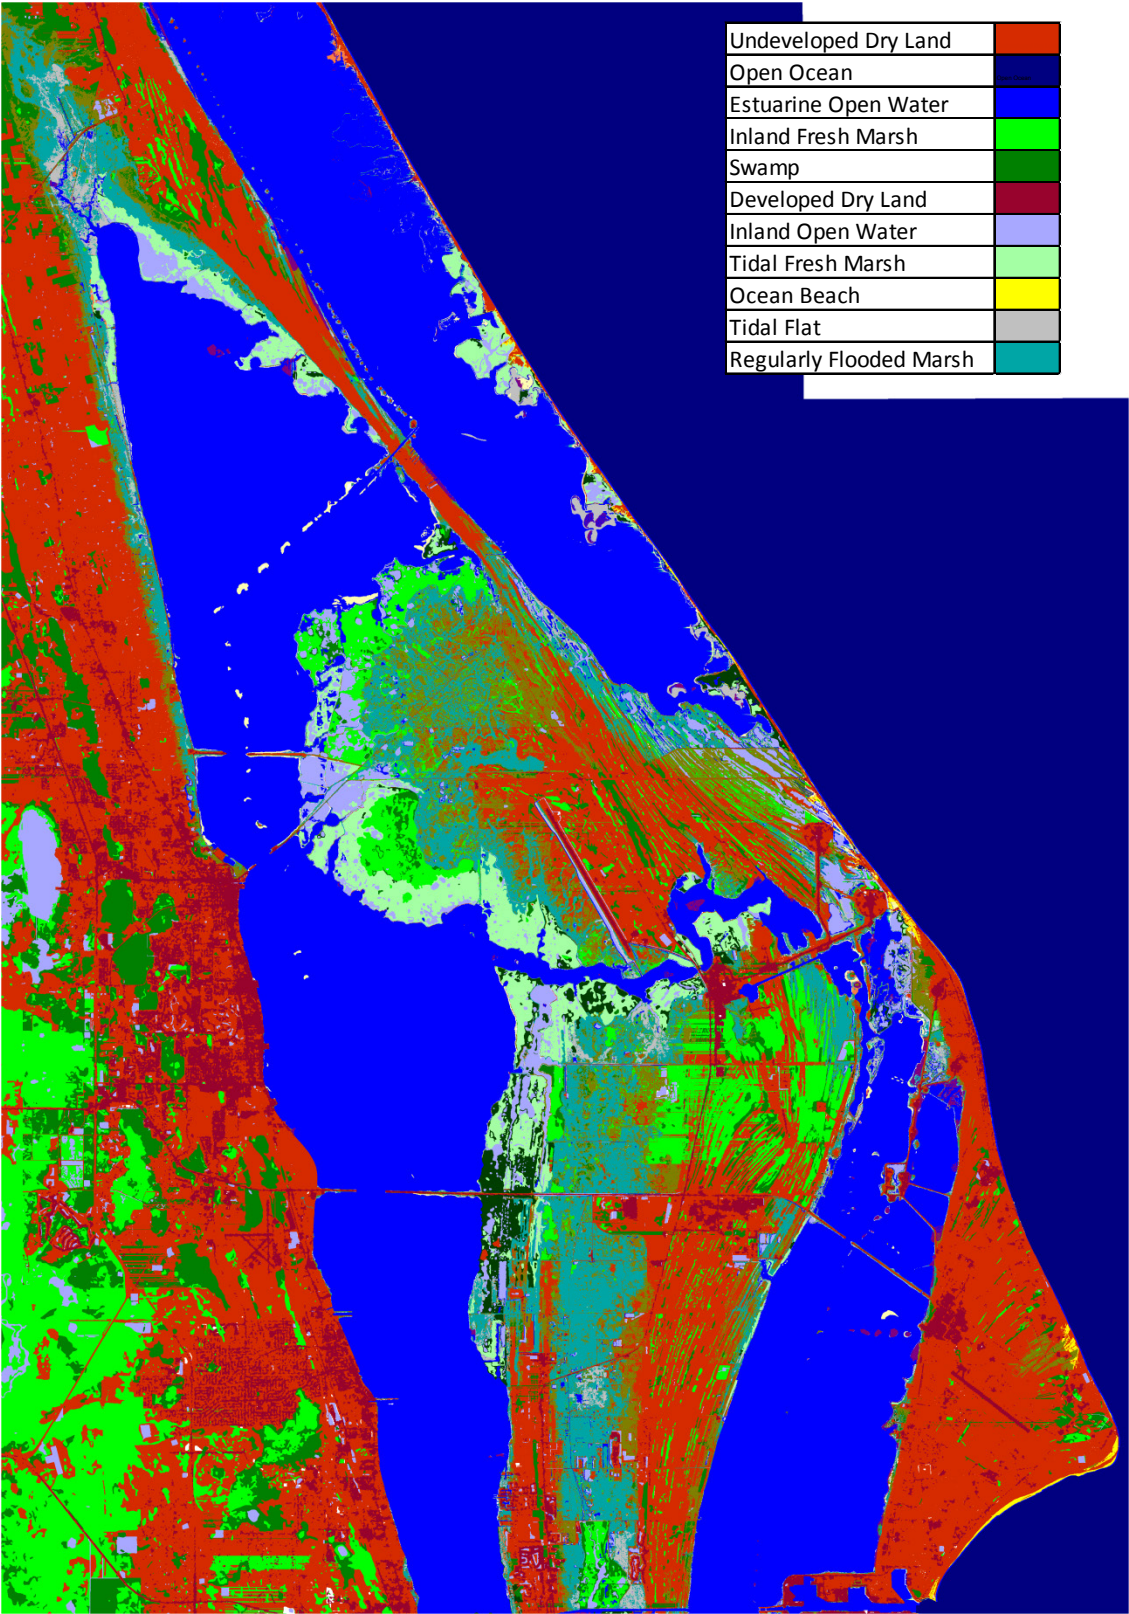 Undeveloped Dry Land
Open Ocean
Estuarine Open Water
Inland Fresh Marsh
Swamp
Developed Dry Land
Inland Open Water
Tidal Fresh Marsh
Ocean Beach
Tidal Flat
Regularly Flooded Marsh